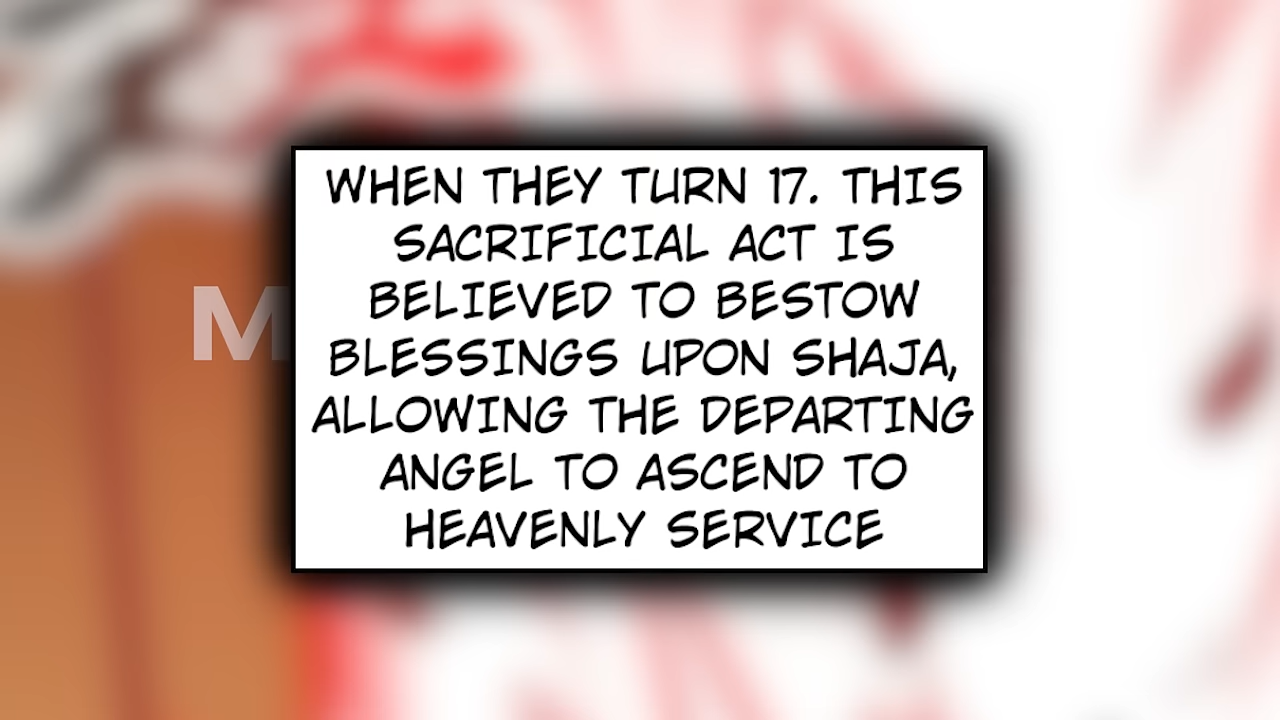 WHEN THEY TURN 17. THIS
SACRIFICIAL ACT IS
BELIEVED TO BESTOW
BLESSINGS UPON SHAJA,
ALLOWING THE DEPARTING
ANGEL TO ASCEND TO
HEAVENLY SERVICE